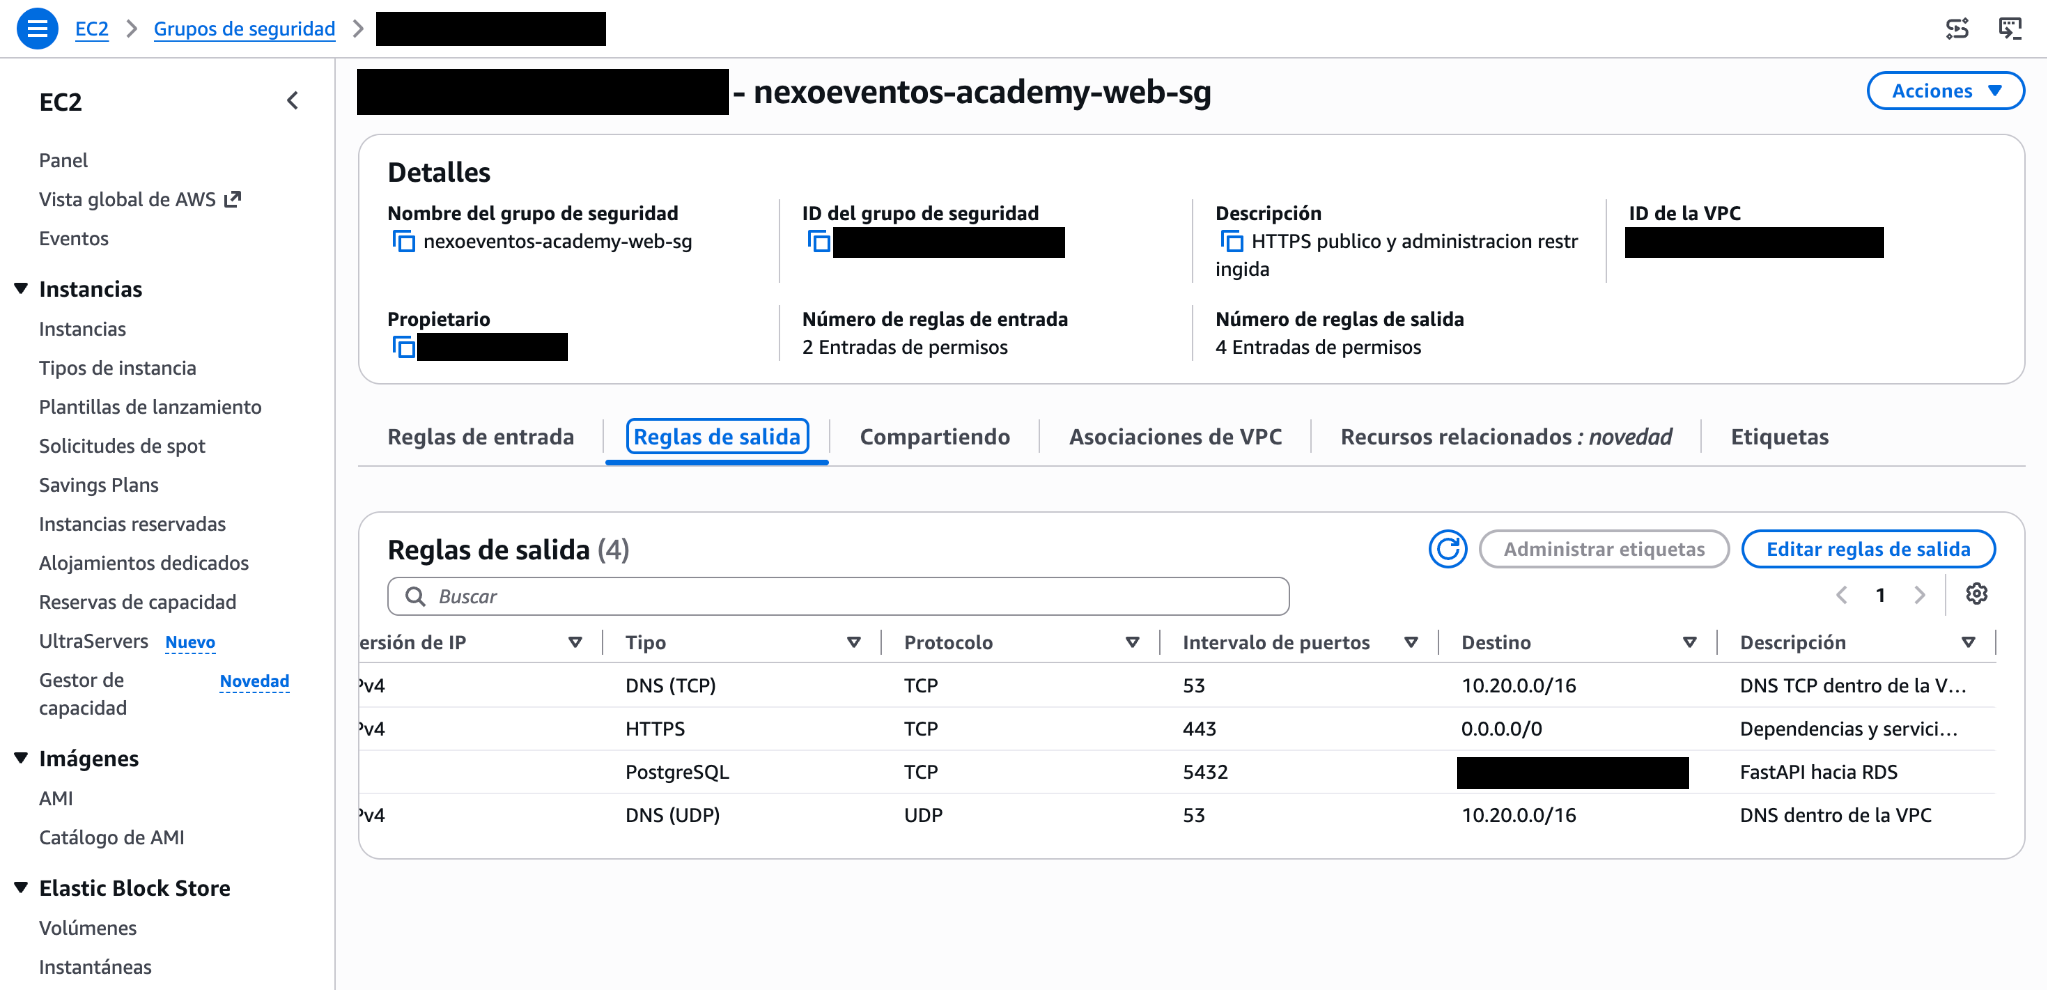 EC2
Grupos de seguridad
- nexoeventos-academy-web-sg
Acciones
EC2
Panel
Vista global de AWS
Eventos
Instancias
Instancias
Tipos de instancia
Plantillas de lanzamiento
Solicitudes de spot
Savings Plans
Instancias reservadas
Alojamientos dedicados
Reservas de capacidad
UltraServers Nuevo
Gestor de Novedad
capacidad
Imágenes
AMI
Catálogo de AMI
Elastic Block Store
Volúmenes
Instantáneas
Detalles
Nombre del grupo de seguridad
nexoeventos-academy-web-sg
ID del grupo de seguridad
Descripción
HTTPS publico y administracion restr
ingida
ID de la VPC
Propietario
Número de reglas de entrada
2 Entradas de permisos
Número de reglas de salida
4 Entradas de permisos
Reglas de entrada
Reglas de salida
Compartiendo
Asociaciones de VPC
Recursos relacionados : novedad
Etiquetas
Reglas de salida (4)
Administrar etiquetas
Editar reglas de salida
Buscar
1
ersión de IP Tipo Protocolo Intervalo de puertos Destino Descripción
Pv4 DNS (TCP) TCP 53 10.20.0.0/16 DNS TCP dentro de la V...
Pv4 HTTPS TCP 443 0.0.0.0/0 Dependencias y servici...
PostgreSQL TCP 5432 FastAPI hacia RDS
Pv4 DNS (UDP) UDP 53 10.20.0.0/16 DNS dentro de la VPC